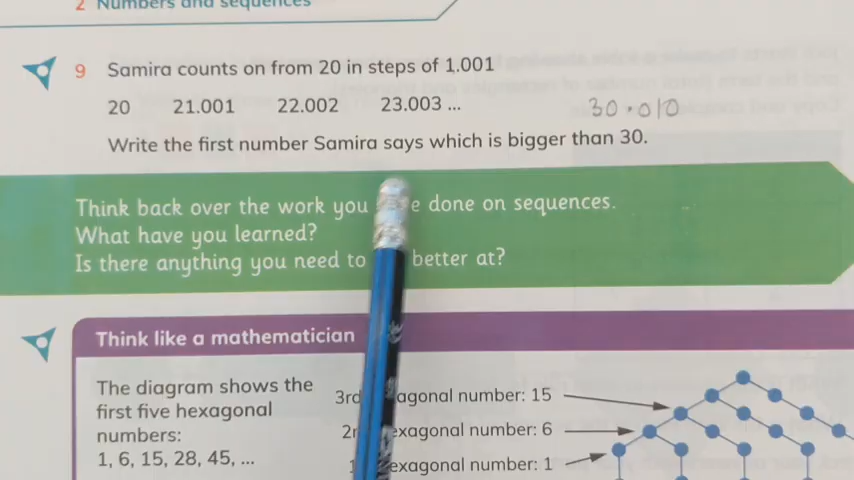 2 Numbers and sequences
9 Samira counts on from 20 in steps of 1.001
20 21.001 22.002 23.003 ...
30.010
Write the first number Samira says which is bigger than 30.
Think back over the work you done on sequences.
What have you learned?
Is there anything you need to better at?
Think like a mathematician
The diagram shows the
first five hexagonal
numbers:
1, 6, 15, 28, 45, ...
3rd agonal number: 15
exagonal number: 6
exagonal number: 1